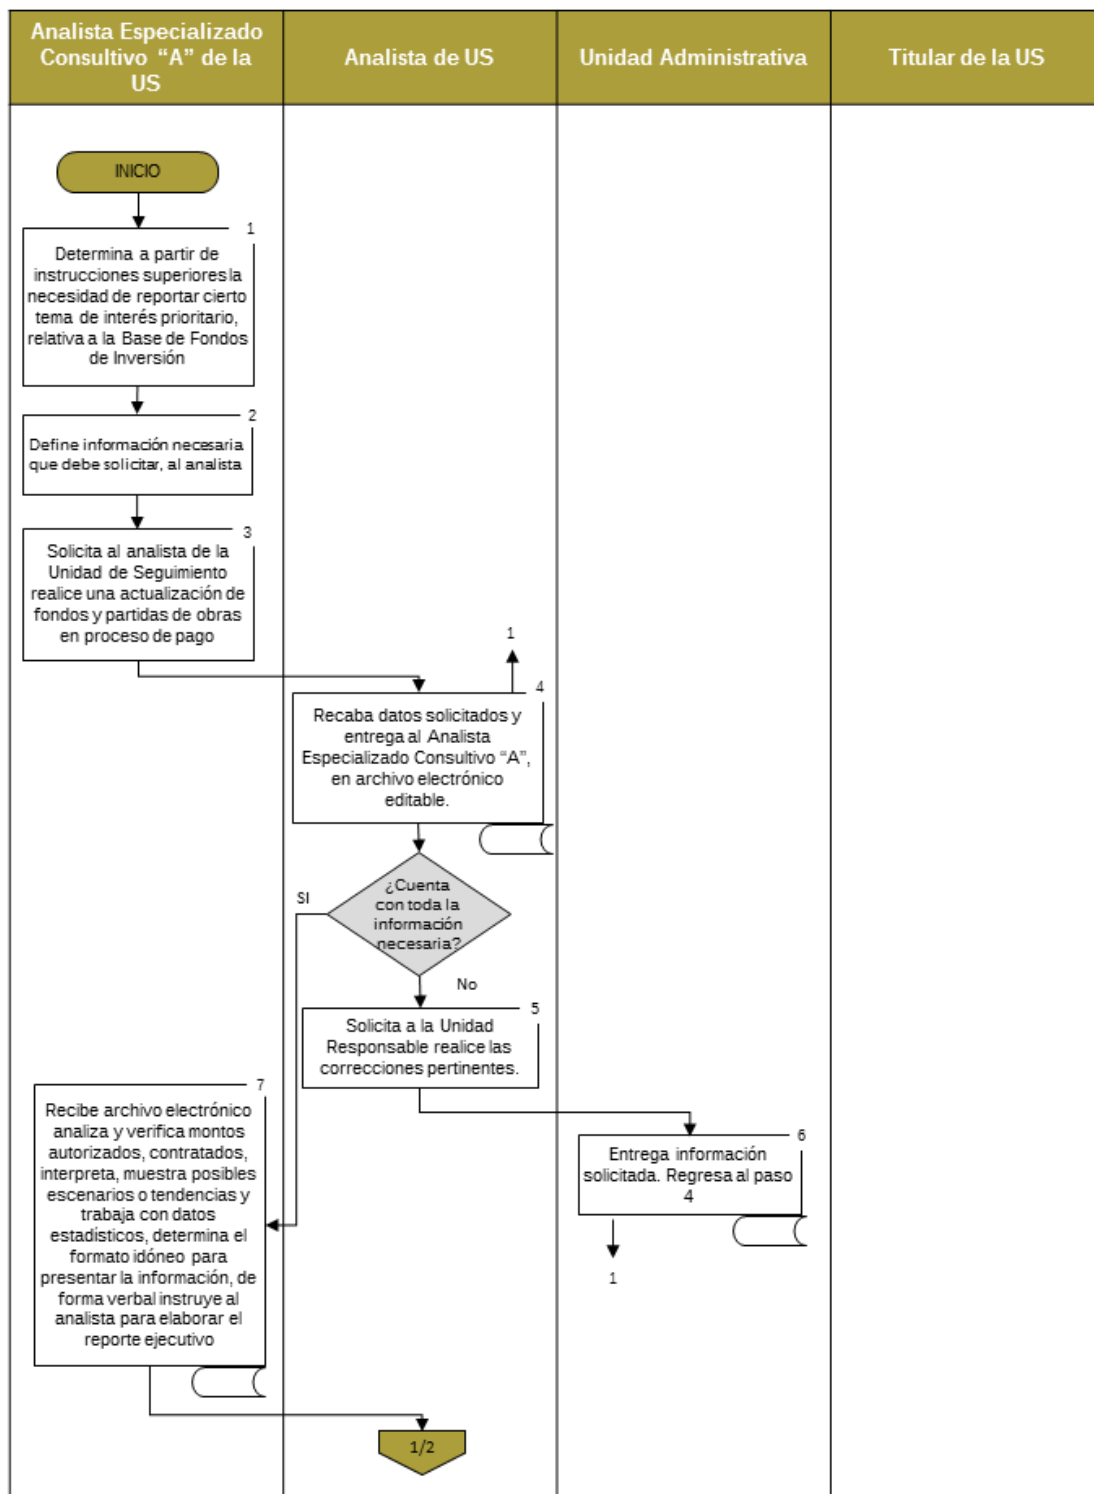 Analista Especializado
Consultivo “A” de la
US
Analista de US
Unidad Administrativa
Titular de la US
INICIO
1
Determina a partir de
instrucciones superiores la
necesidad de reportar cierto
tema de interés prioritario,
relativa a la Base de Fondos
de Inversión
2
Define información necesaria
que debe solicitar, al analista
3
Solicita al analista de la
Unidad de Seguimiento
realice una actualización de
fondos y partidas de obras
en proceso de pago
1
4
Recaba datos solicitados y
entrega al Analista
Especializado Consultivo “A”,
en archivo electrónico
editable.
¿Cuenta
con toda la
información
necesaria?
SI
No
5
Solicita a la Unidad
Responsable realice las
correcciones pertinentes.
6
Entrega información
solicitada. Regresa al paso
4
1
7
Recibe archivo electrónico
analiza y verifica montos
autorizados, contratados,
interpreta, muestra posibles
escenarios o tendencias y
trabaja con datos
estadísticos, determina el
formato idóneo para
presentar la información, de
forma verbal instruye al
analista para elaborar el
reporte ejecutivo
1/2